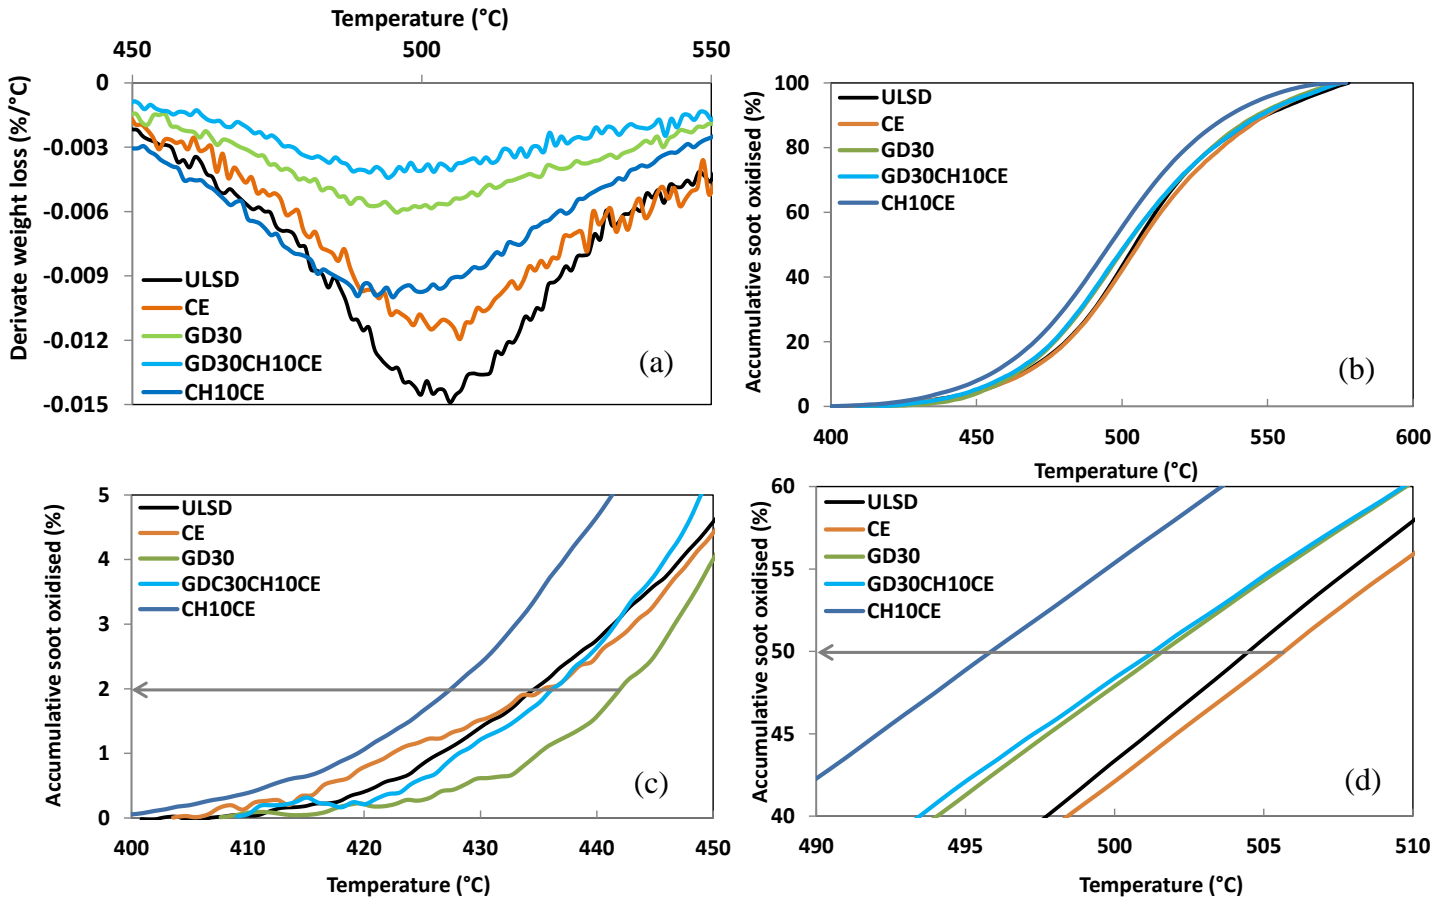 Temperature (°C)
450 500 550
0
-0.003
-0.006
-0.009
-0.012
-0.015
Derivate weight loss (%/°C)
ULSD
CE
GD30
GD30CH10CE
CH10CE
(a)
100
80
60
40
20
0
Accumulative soot oxidised (%)
ULSD
CE
GD30
GD30CH10CE
CH10CE
(b)
400 450 500 550 600
Temperature (°C)
5
4
3
2
1
0
Accumulative soot oxidised (%)
ULSD
CE
GD30
GDC30CH10CE
CH10CE
(c)
400 410 420 430 440 450
Temperature (°C)
60
55
50
45
40
Accumulative soot oxidised (%)
ULSD
CE
GD30
GD30CH10CE
CH10CE
(d)
490 495 500 505 510
Temperature (°C)